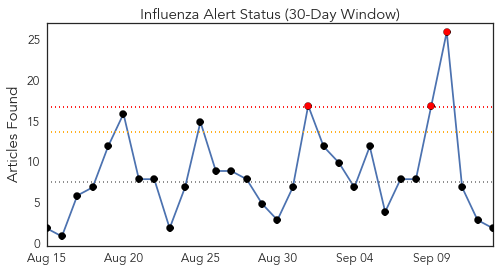 Influenza Alert Status (30-Day Window)
Articles Found
25
20
15
10
5
0
Aug 15 Aug 20 Aug 25 Aug 30 Sep 04 Sep 09